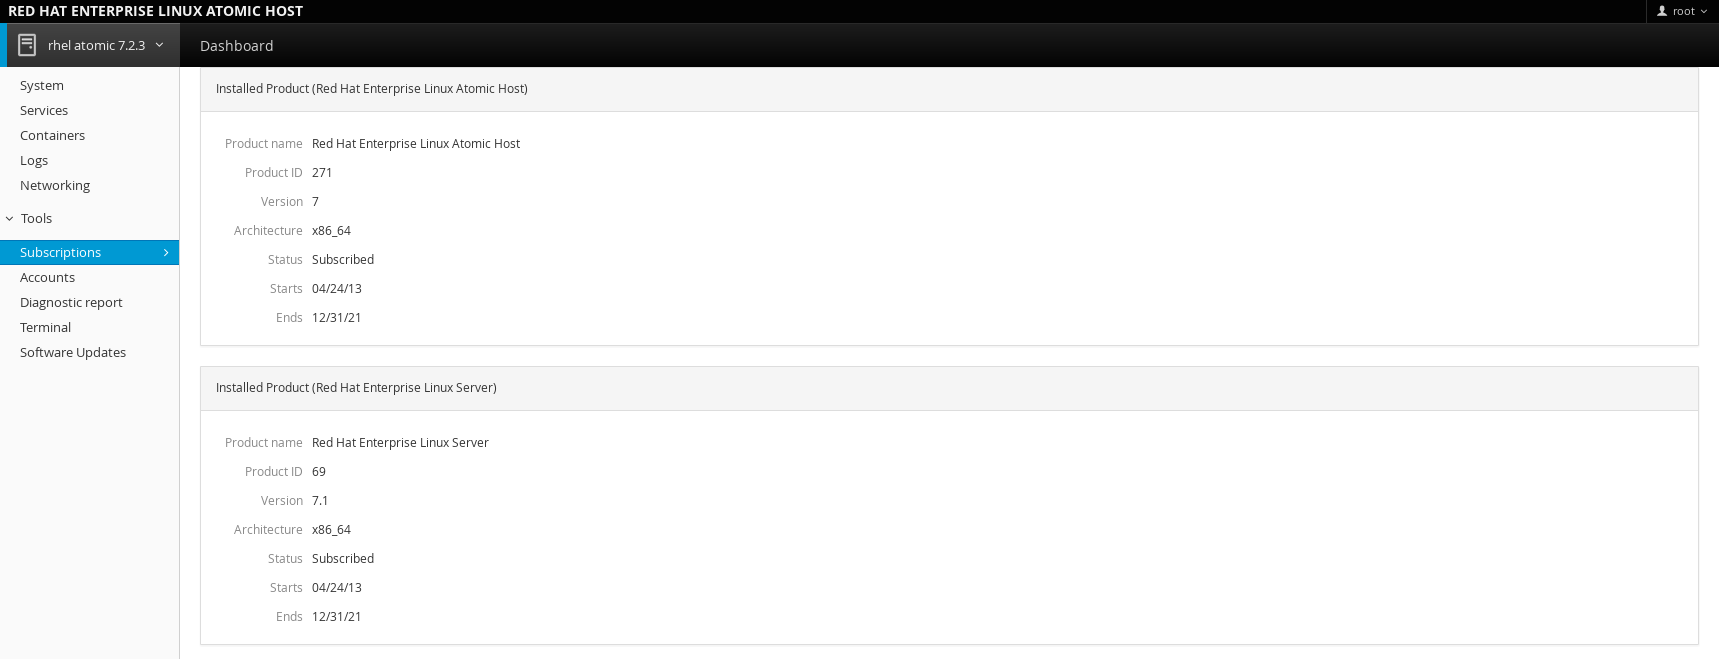 RED HAT ENTERPRISE LINUX ATOMIC HOST
root
rhel atomic 7.2.3
Dashboard
System
Services
Containers
Logs
Networking
Tools
Subscriptions
Accounts
Diagnostic report
Terminal
Software Updates
Installed Product (Red Hat Enterprise Linux Atomic Host)
Product name Red Hat Enterprise Linux Atomic Host
Product ID 271
Version 7
Architecture x86_64
Status Subscribed
Starts 04/24/13
Ends 12/31/21
Installed Product (Red Hat Enterprise Linux Server)
Product name Red Hat Enterprise Linux Server
Product ID 69
Version 7.1
Architecture x86_64
Status Subscribed
Starts 04/24/13
Ends 12/31/21